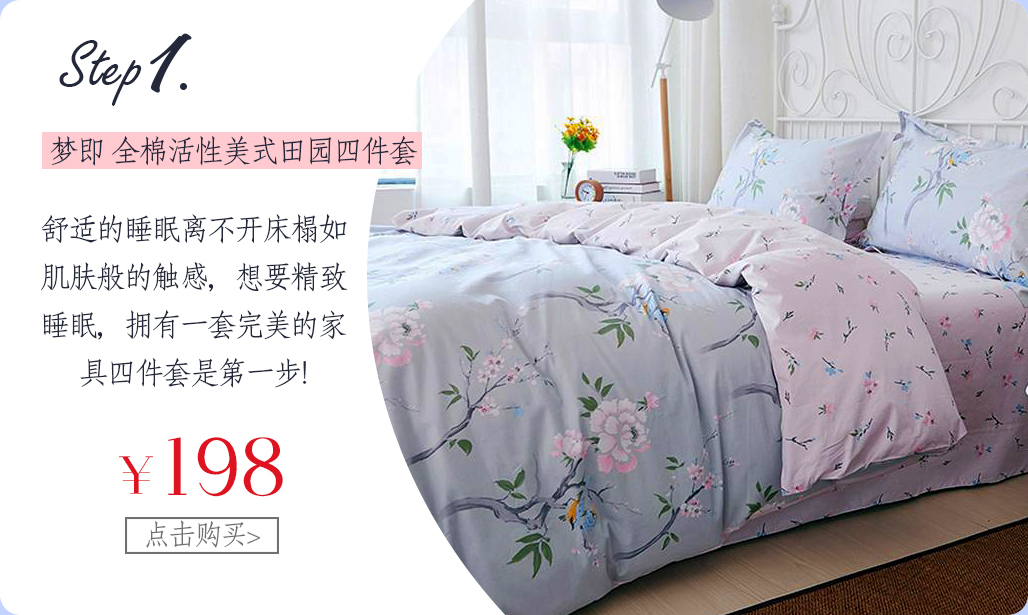 Step 1.
梦即 全棉活性美式田园四件套
舒适的睡眠离不开床榻如
肌肤般的触感，想要精致
睡眠，拥有一套完美的家
具四件套是第一步!
¥198
点击购买>